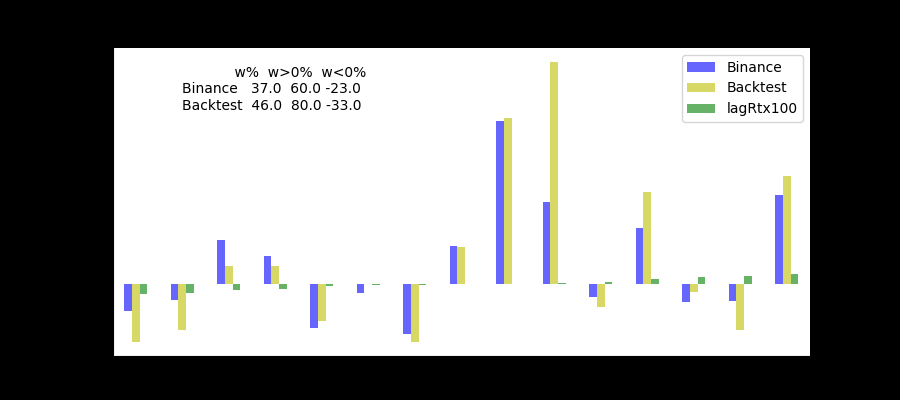 w% w>0% w<0%
Binance 37.0 60.0 -23.0
Backtest 46.0 80.0 -33.0
Binance
Backtest
lagRtx100